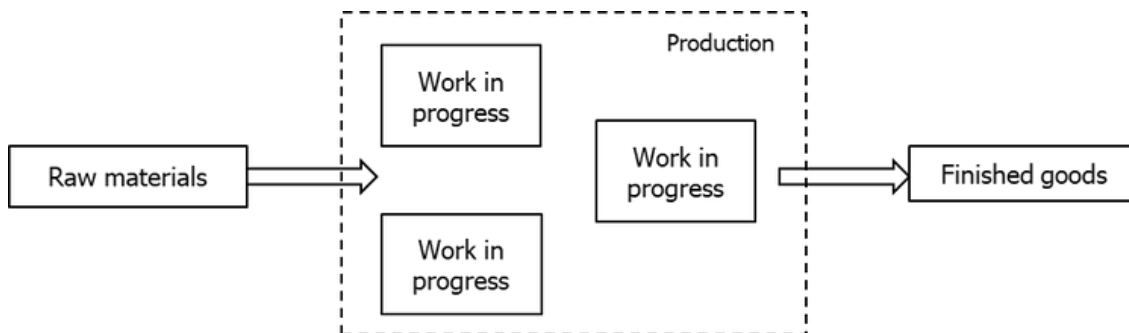 Production
Work in
progress
Raw materials
Work in
progress
Work in
progress
Finished goods